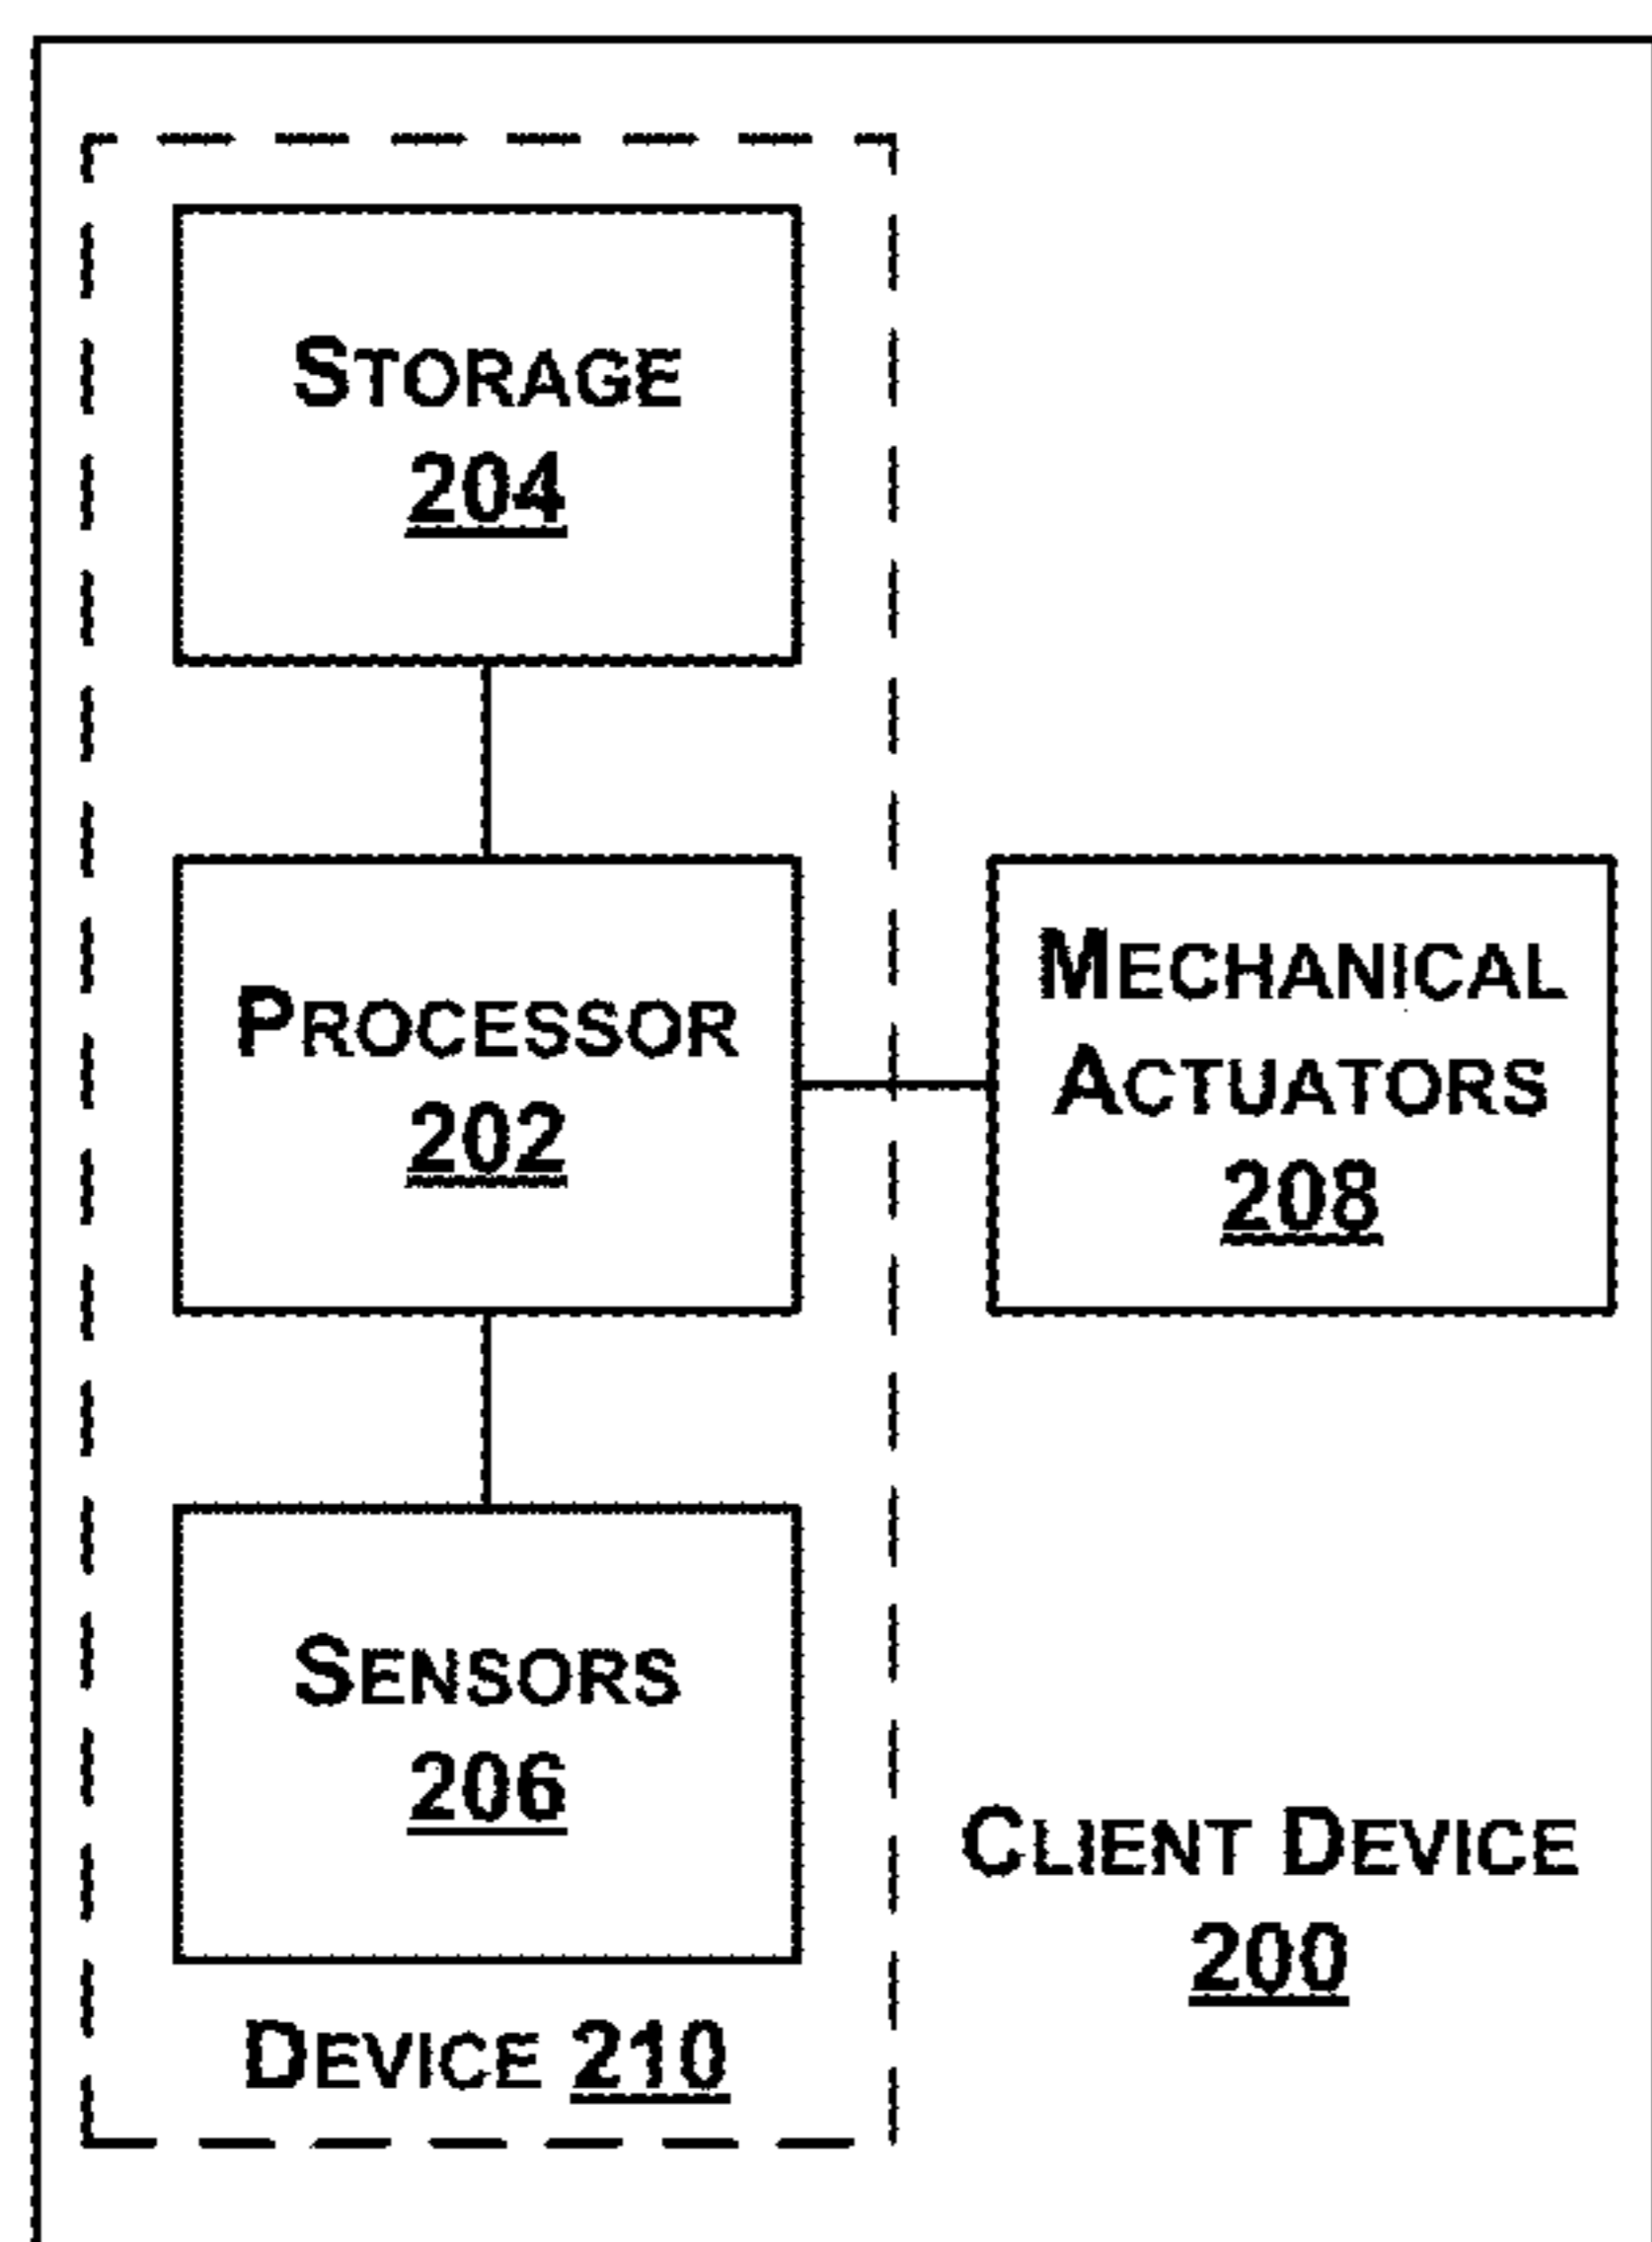 STORAGE
204
PROCESSOR
202
MECHANICAL
ACTUATORS
208
SENSORS
206
CLIENT DEVICE
200
DEVICE 210